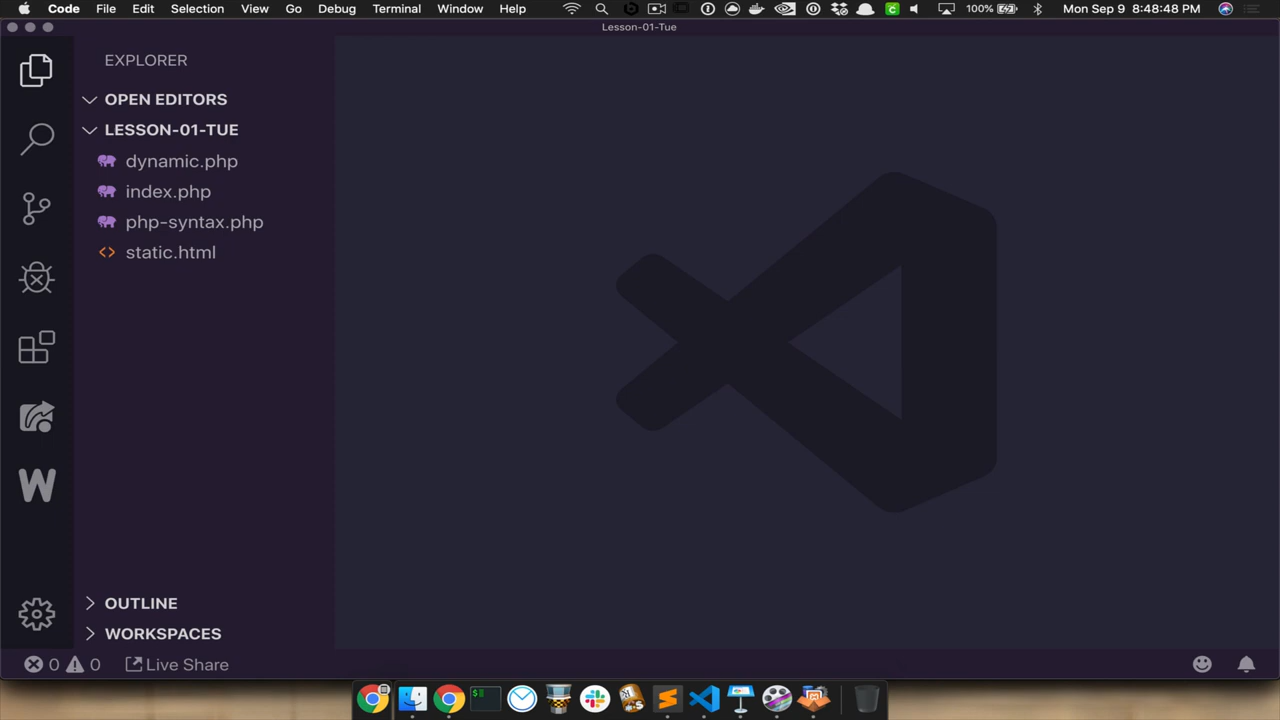 Code File Edit Selection View Go Debug Terminal Window Help 100% Mon Sep 9 8:48:48 PM
Lesson-01-Tue
EXPLORER
OPEN EDITORS
LESSON-01-TUE
dynamic.php
index.php
php-syntax.php
static.html
OUTLINE
WORKSPACES
0 0 Live Share